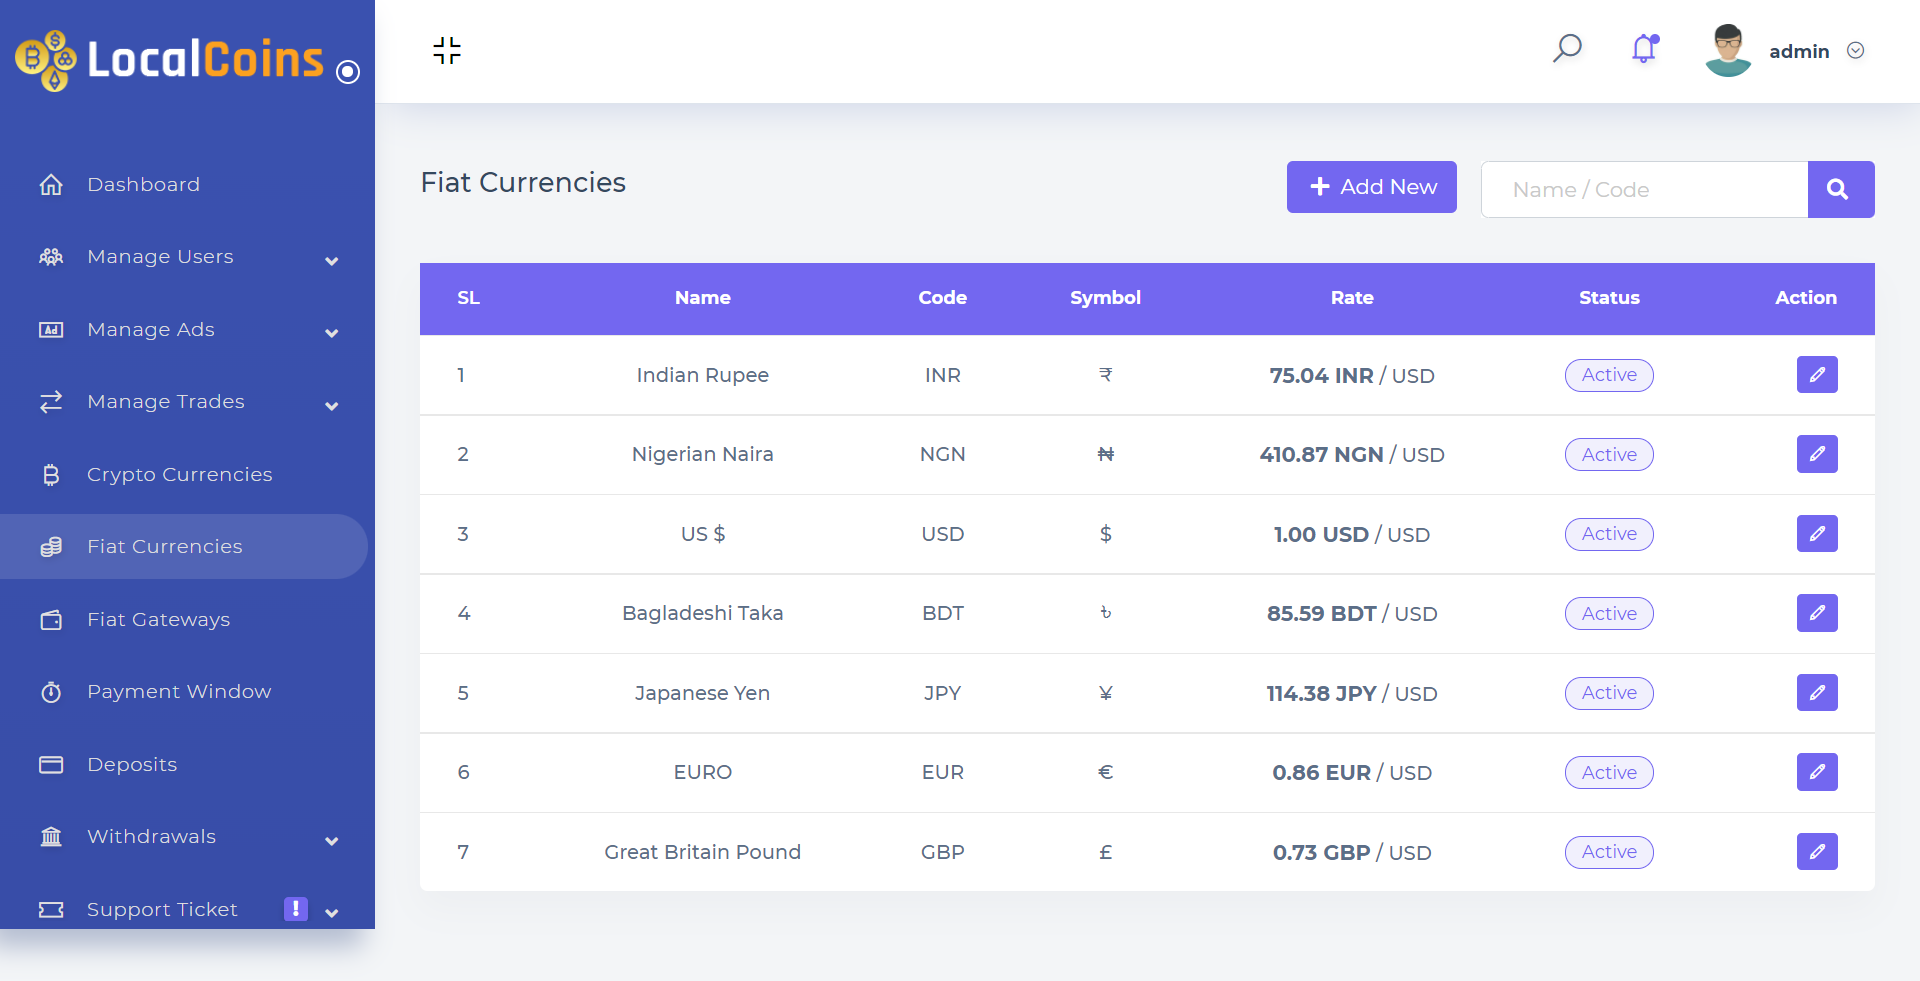 LocalCoins
admin
Dashboard
Manage Users
Manage Ads
Manage Trades
Crypto Currencies
Fiat Currencies
Fiat Gateways
Payment Window
Deposits
Withdrawals
Support Ticket !
Fiat Currencies
Add New
Name / Code
SL Name Code Symbol Rate Status Action
1 Indian Rupee INR ₹ 75.04 INR / USD Active
2 Nigerian Naira NGN ₦ 410.87 NGN / USD Active
3 US $ USD $ 1.00 USD / USD Active
4 Bagladeshi Taka BDT ৳ 85.59 BDT / USD Active
5 Japanese Yen JPY ¥ 114.38 JPY / USD Active
6 EURO EUR € 0.86 EUR / USD Active
7 Great Britain Pound GBP £ 0.73 GBP / USD Active